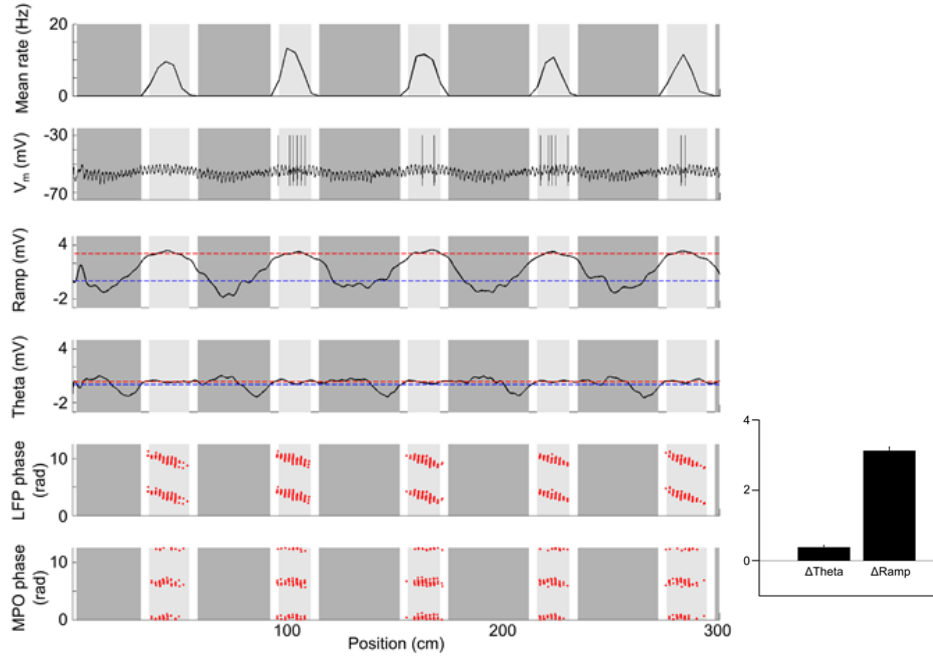 Mean rate (Hz)
20
0
Vm (mV)
-30
-70
Ramp (mV)
4
-2
Theta (mV)
4
-2
LFP phase
(rad)
10
0
MPO phase
(rad)
10
0
100
200
300
Position (cm)
4
2
0
ΔTheta
ΔRamp